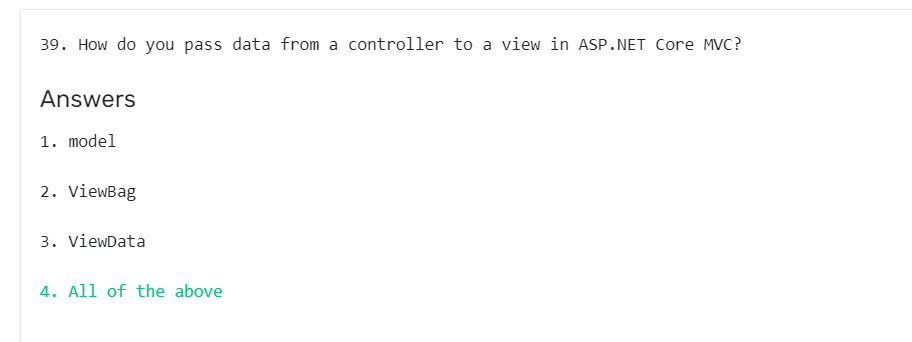 39. How do you pass data from a controller to a view in ASP.NET Core MVC?
Answers
1. model
2. ViewBag
3. ViewData
4. All of the above